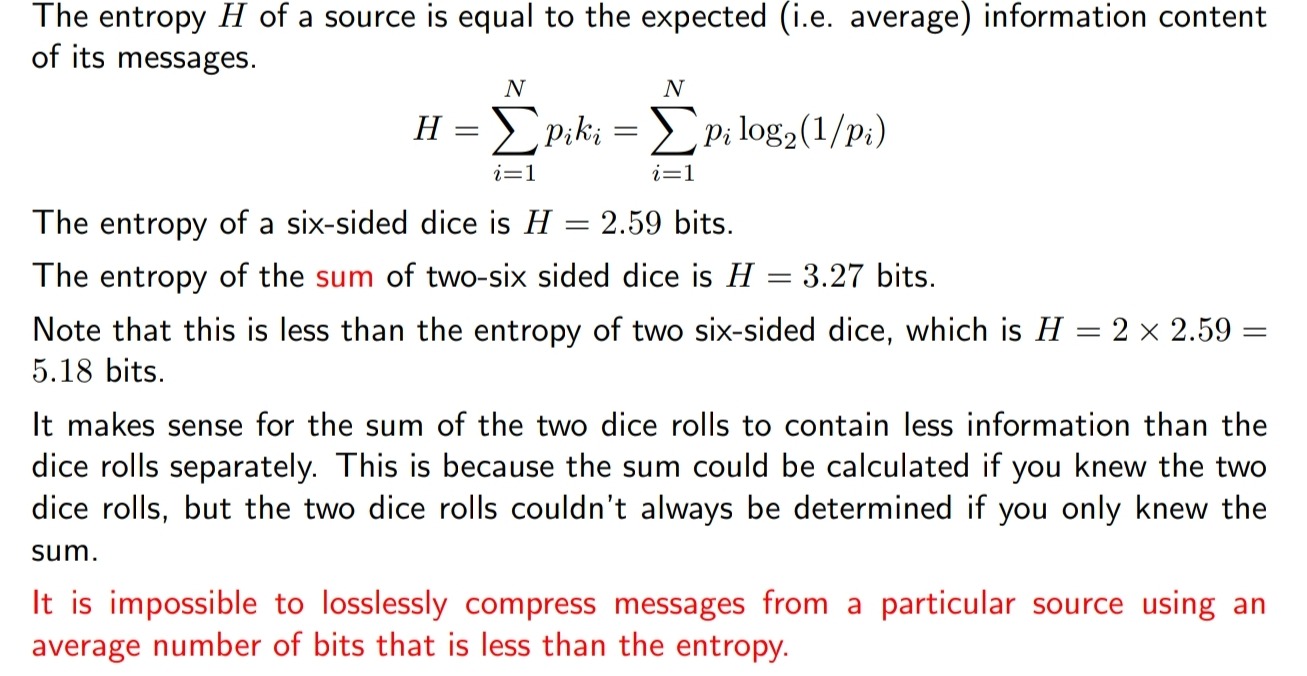 The entropy H of a source is equal to the expected (i.e. average) information content
of its messages.
H = ∑_{i=1}^{N} p_i k_i = ∑_{i=1}^{N} p_i log_2(1/p_i)
The entropy of a six-sided dice is H = 2.59 bits.
The entropy of the sum of two-six sided dice is H = 3.27 bits.
Note that this is less than the entropy of two six-sided dice, which is H = 2 × 2.59 =
5.18 bits.
It makes sense for the sum of the two dice rolls to contain less information than the
dice rolls separately. This is because the sum could be calculated if you knew the two
dice rolls, but the two dice rolls couldn't always be determined if you only knew the
sum.
It is impossible to losslessly compress messages from a particular source using an
average number of bits that is less than the entropy.